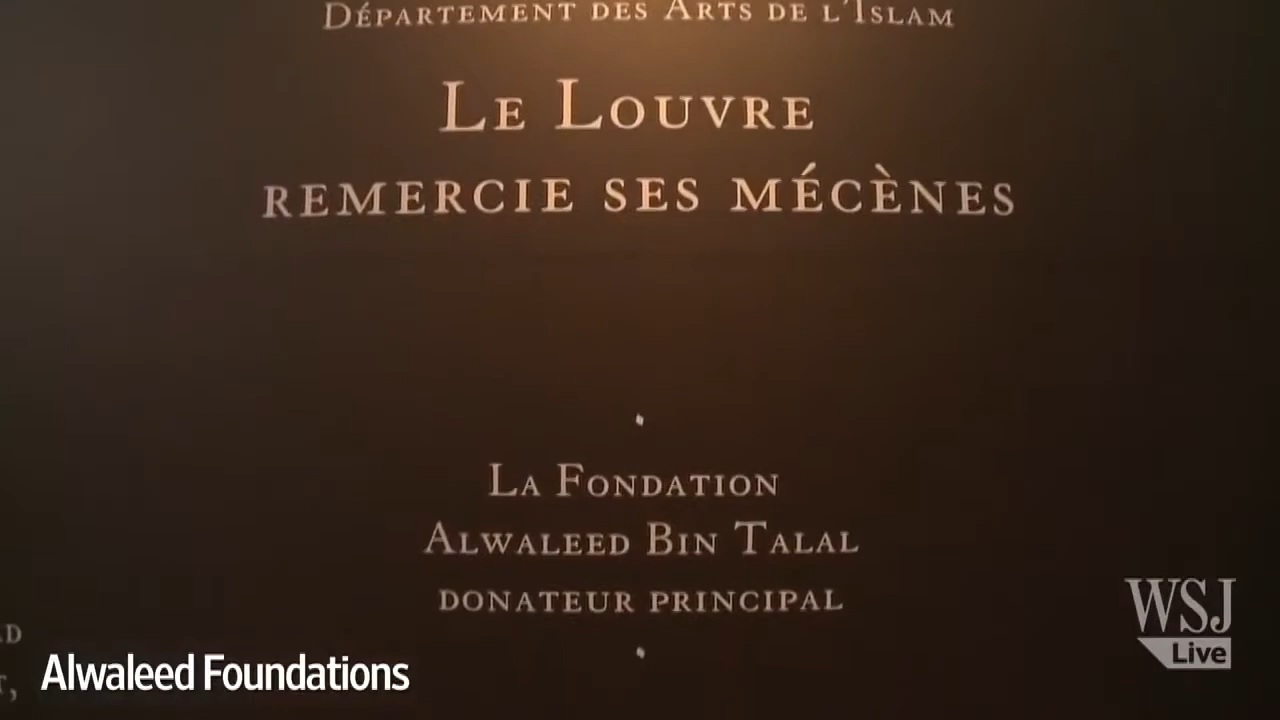 Département des Arts de l'Islam
Le Louvre
remercie ses mécènes
La Fondation
Alwaleed Bin Talal
donateur principal
Alwaleed Foundations
WSJ
Live